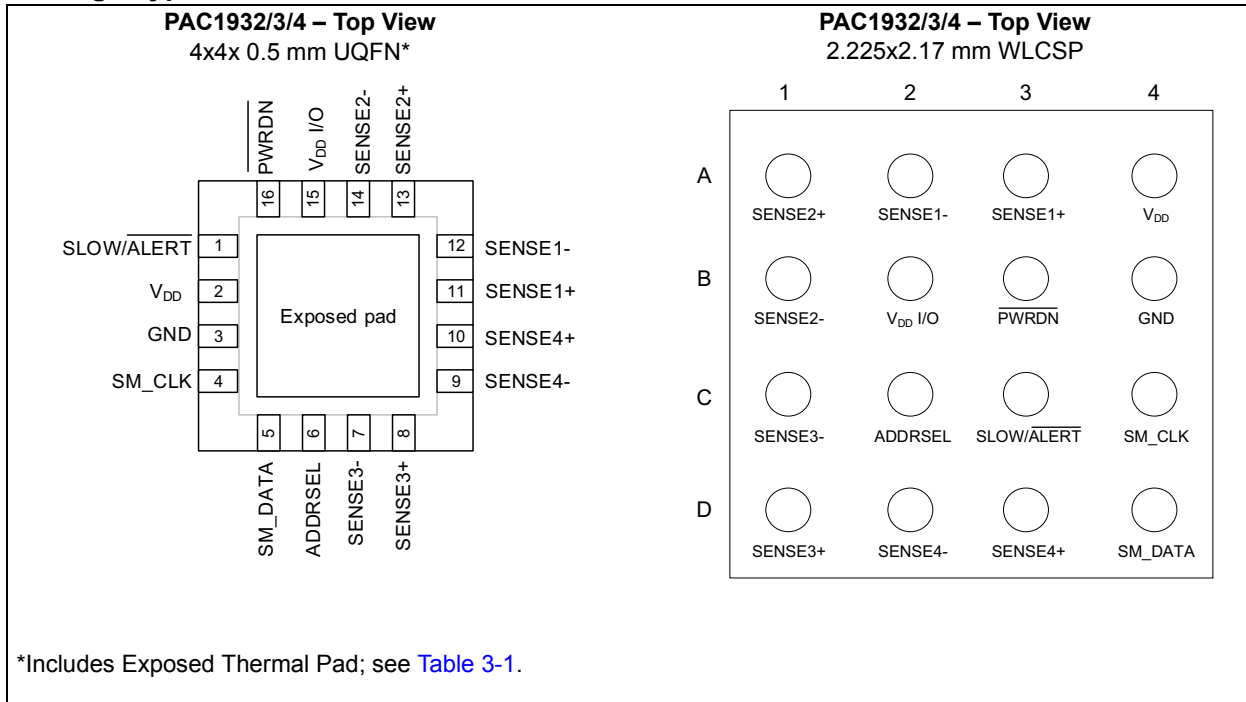 PAC1932/3/4 – Top View
4x4x 0.5 mm UQFN*
PWRDN
VDD I/O
SENSE2-
SENSE2+
16
15
14
13
SLOW/ALERT 1
VDD 2
GND 3
SM_CLK 4
Exposed pad
12 SENSE1-
11 SENSE1+
10 SENSE4+
9 SENSE4-
5
6
7
8
SM_DATA
ADDRSEL
SENSE3-
SENSE3+
PAC1932/3/4 – Top View
2.225x2.17 mm WLCSP
1 2 3 4
A
SENSE2+ SENSE1- SENSE1+ VDD
B
SENSE2- VDD I/O PWRDN GND
C
SENSE3- ADDRSEL SLOW/ALERT SM_CLK
D
SENSE3+ SENSE4- SENSE4+ SM_DATA
*Includes Exposed Thermal Pad; see Table 3-1.